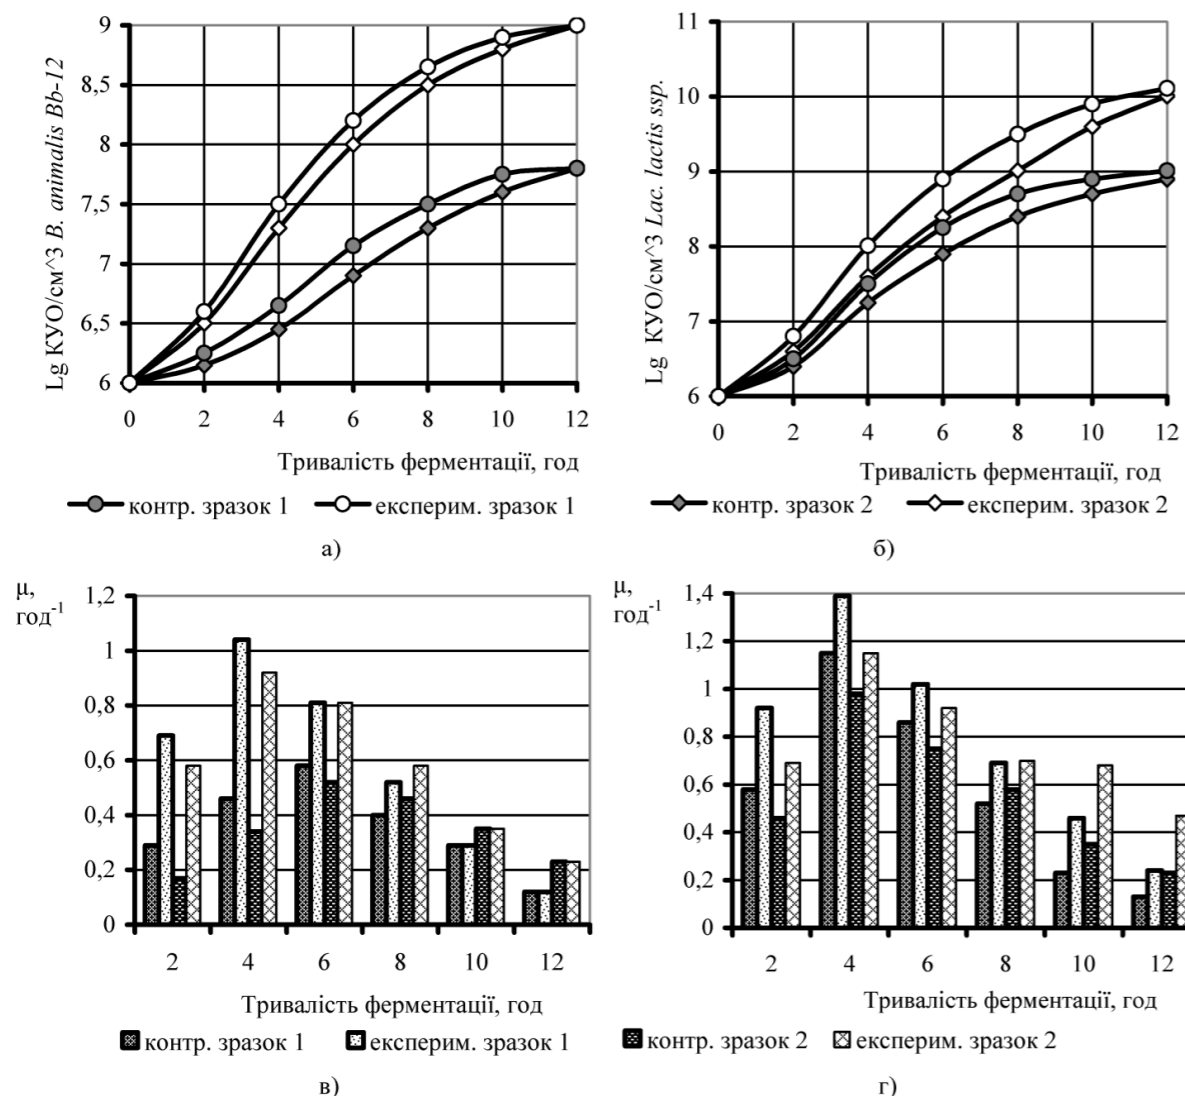 Lg КУО/см^3 B. animalis Bb-12
9
8,5
8
7,5
7
6,5
6
0 2 4 6 8 10 12
Тривалість ферментації, год
контр. зразок 1 експерим. зразок 1
а)
Lg КУО/см^3 Lac. lactis ssp.
11
10
9
8
7
6
0 2 4 6 8 10 12
Тривалість ферментації, год
контр. зразок 2 експерим. зразок 2
б)
μ,
год-1
1,2
1
0,8
0,6
0,4
0,2
0
2 4 6 8 10 12
Тривалість ферментації, год
контр. зразок 1 експерим. зразок 1
в)
μ,
год-1
1,4
1,2
1
0,8
0,6
0,4
0,2
0
2 4 6 8 10 12
Тривалість ферментації, год
контр. зразок 2 експерим. зразок 2
г)